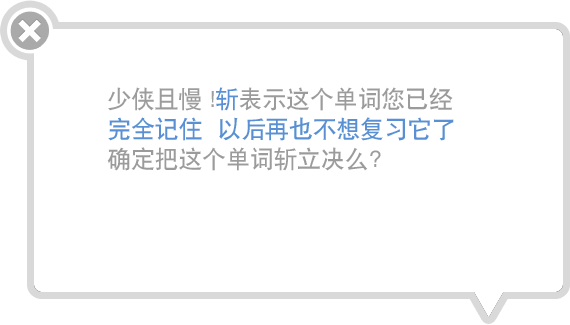 少侠且慢!斩表示这个单词您已经
完全记住 以后再也不想复习它了
确定把这个单词斩立决么?